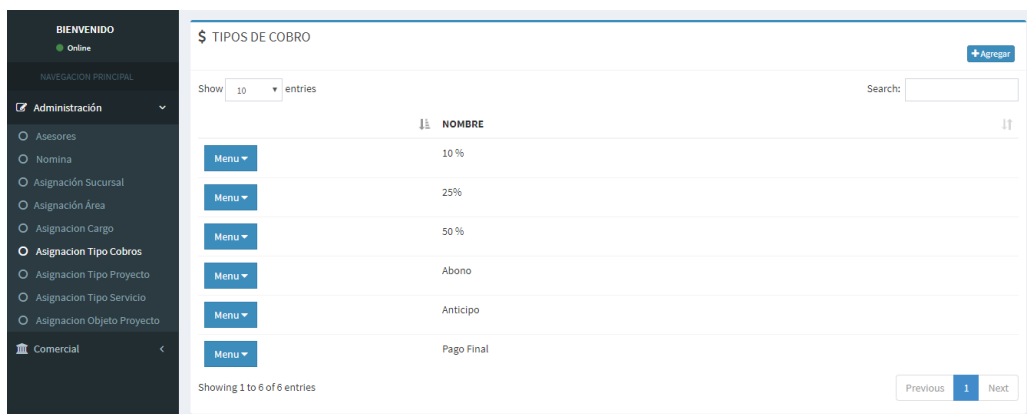 BIENVENIDO
Online
NAVEGACION PRINCIPAL
Administración
Asesores
Nomina
Asignación Sucursal
Asignación Área
Asignacion Cargo
Asignacion Tipo Cobros
Asignacion Tipo Proyecto
Asignacion Tipo Servicio
Asignacion Objeto Proyecto
Comercial
$ TIPOS DE COBRO
+Agregar
Show 10 entries Search:
NOMBRE
Menu 10 %
Menu 25%
Menu 50 %
Menu Abono
Menu Anticipo
Menu Pago Final
Showing 1 to 6 of 6 entries Previous 1 Next